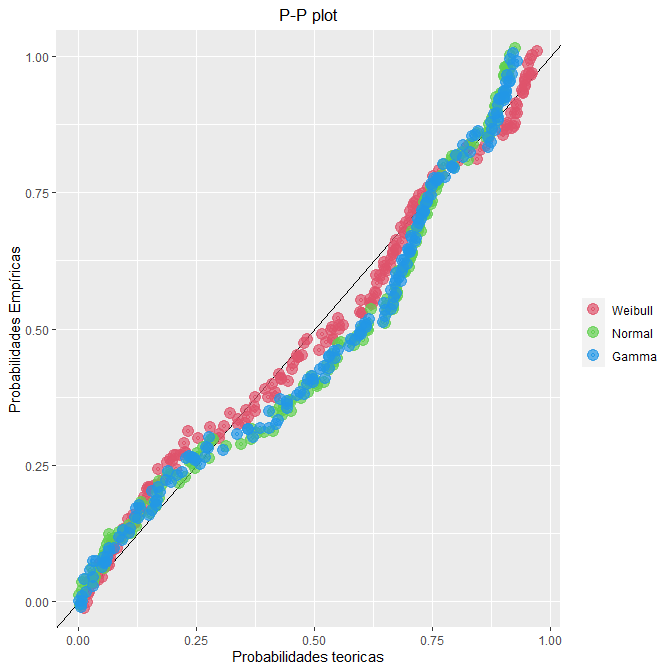 P-P plot
1.00
0.75
0.50
0.25
0.00
Probabilidades Empíricas
0.00 0.25 0.50 0.75 1.00
Probabilidades teoricas
Weibull
Normal
Gamma